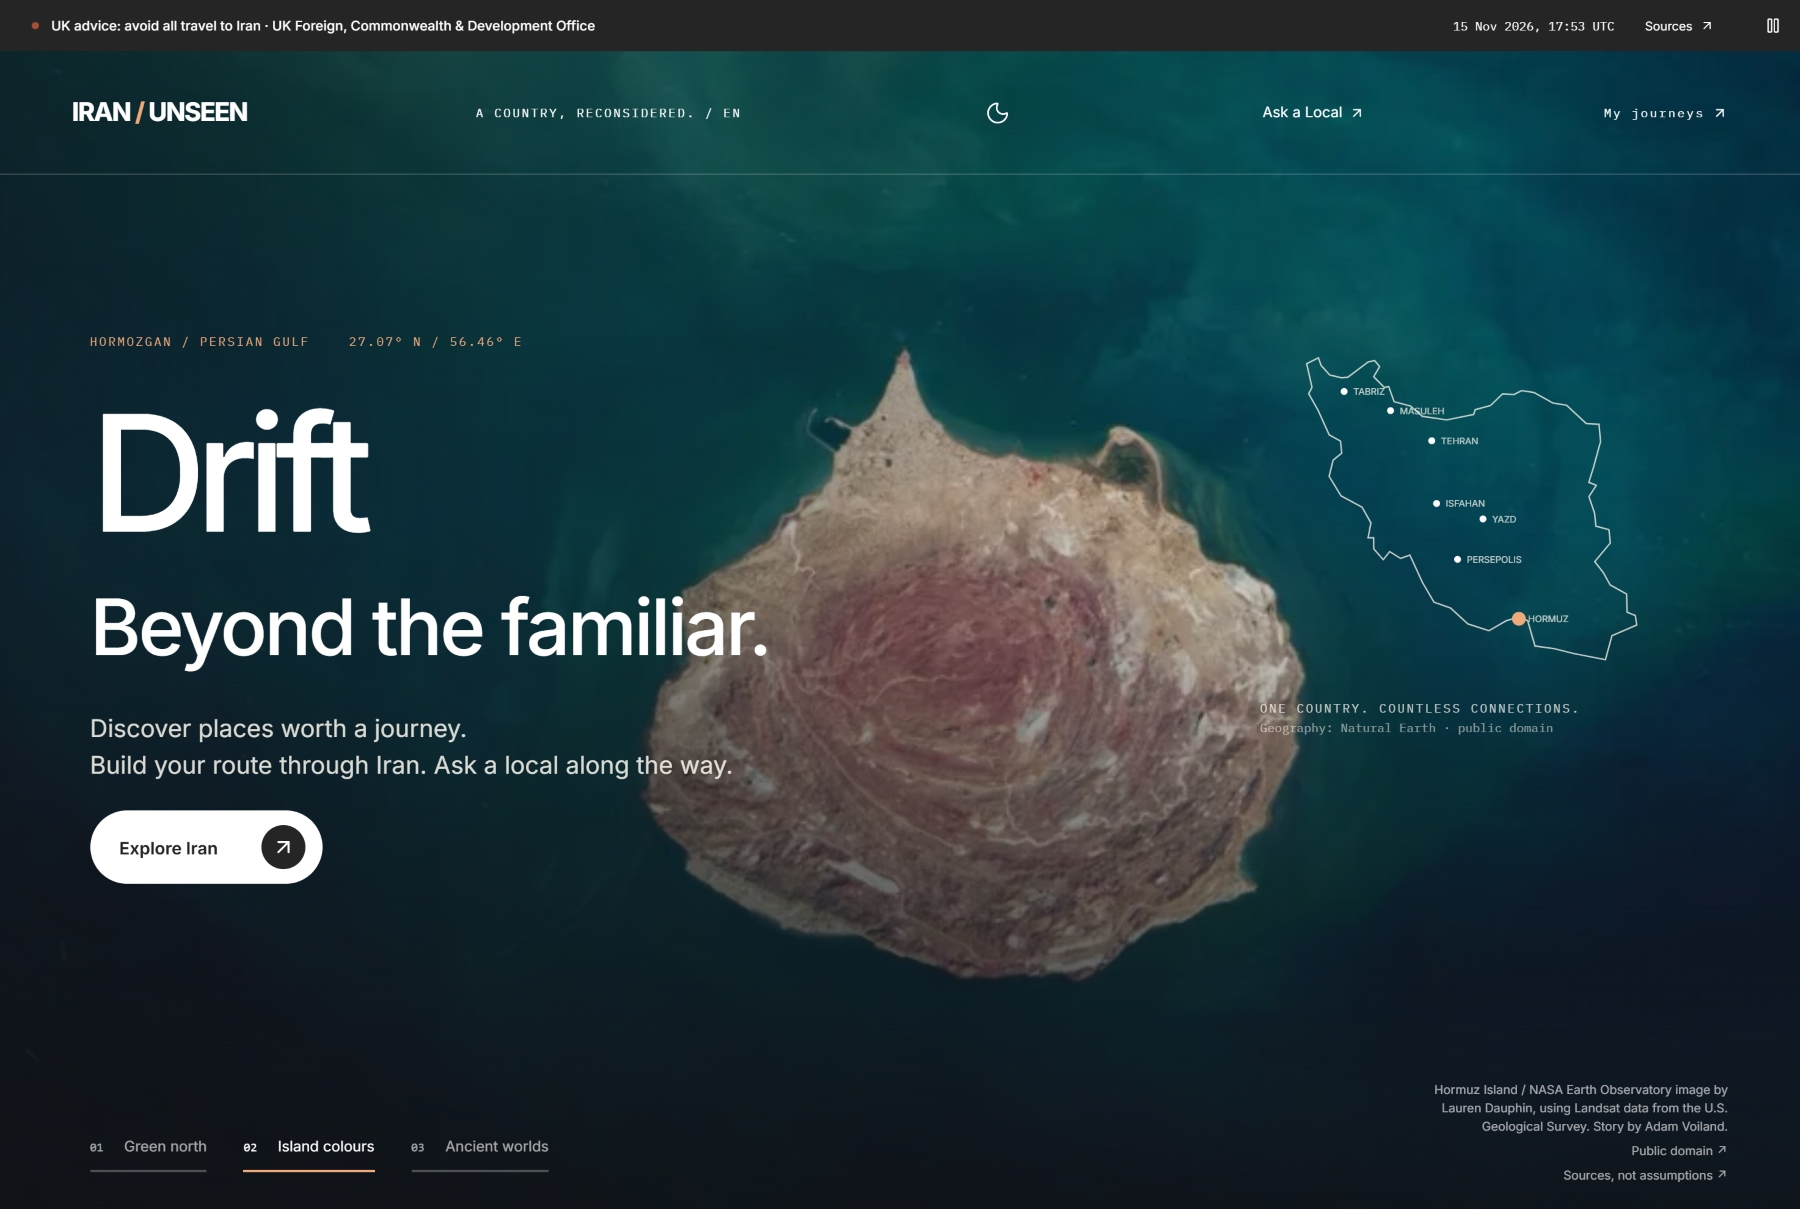 UK advice: avoid all travel to Iran · UK Foreign, Commonwealth & Development Office
15 Nov 2026, 17:53 UTC
Sources ↗
IRAN / UNSEEN
A COUNTRY, RECONSIDERED. / EN
Ask a Local ↗
My journeys ↗
HORMOZGAN / PERSIAN GULF 27.07° N / 56.46° E
Drift
Beyond the familiar.
Discover places worth a journey.
Build your route through Iran. Ask a local along the way.
Explore Iran ↗
TABRIZ
MASULEH
TEHRAN
ISFAHAN
YAZD
PERSEPOLIS
HORMUZ
ONE COUNTRY. COUNTLESS CONNECTIONS.
Geography: Natural Earth · public domain
01 Green north
02 Island colours
03 Ancient worlds
Hormuz Island / NASA Earth Observatory image by
Lauren Dauphin, using Landsat data from the U.S.
Geological Survey. Story by Adam Voiland.
Public domain ↗
Sources, not assumptions ↗